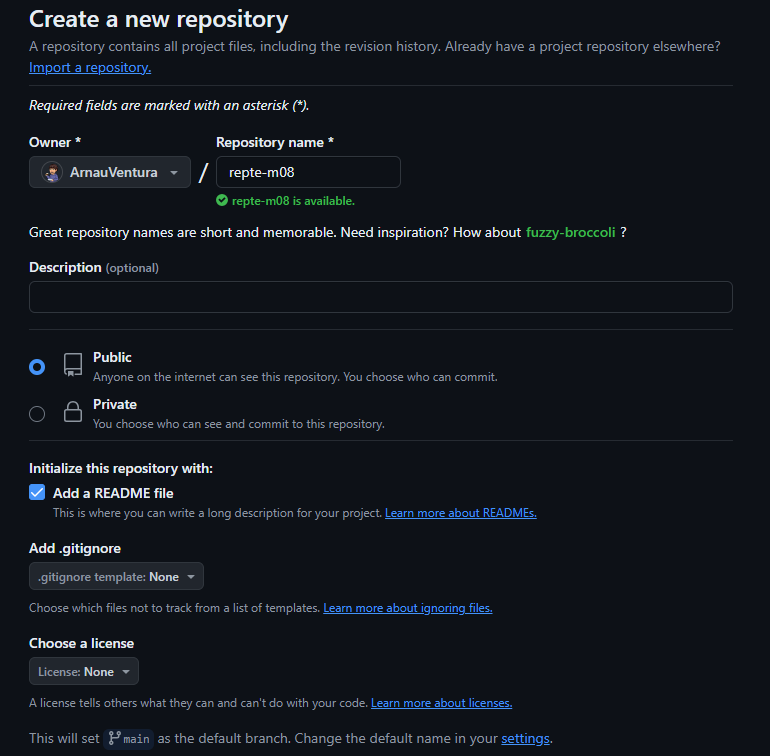 Create a new repository
A repository contains all project files, including the revision history. Already have a project repository elsewhere?
Import a repository.
Required fields are marked with an asterisk (*).
Owner * Repository name *
ArnauVentura / repte-m08
repte-m08 is available.
Great repository names are short and memorable. Need inspiration? How about fuzzy-broccoli ?
Description (optional)
Public
Anyone on the internet can see this repository. You choose who can commit.
Private
You choose who can see and commit to this repository.
Initialize this repository with:
Add a README file
This is where you can write a long description for your project. Learn more about READMEs.
Add .gitignore
.gitignore template: None
Choose which files not to track from a list of templates. Learn more about ignoring files.
Choose a license
License: None
A license tells others what they can and can't do with your code. Learn more about licenses.
This will set main as the default branch. Change the default name in your settings.